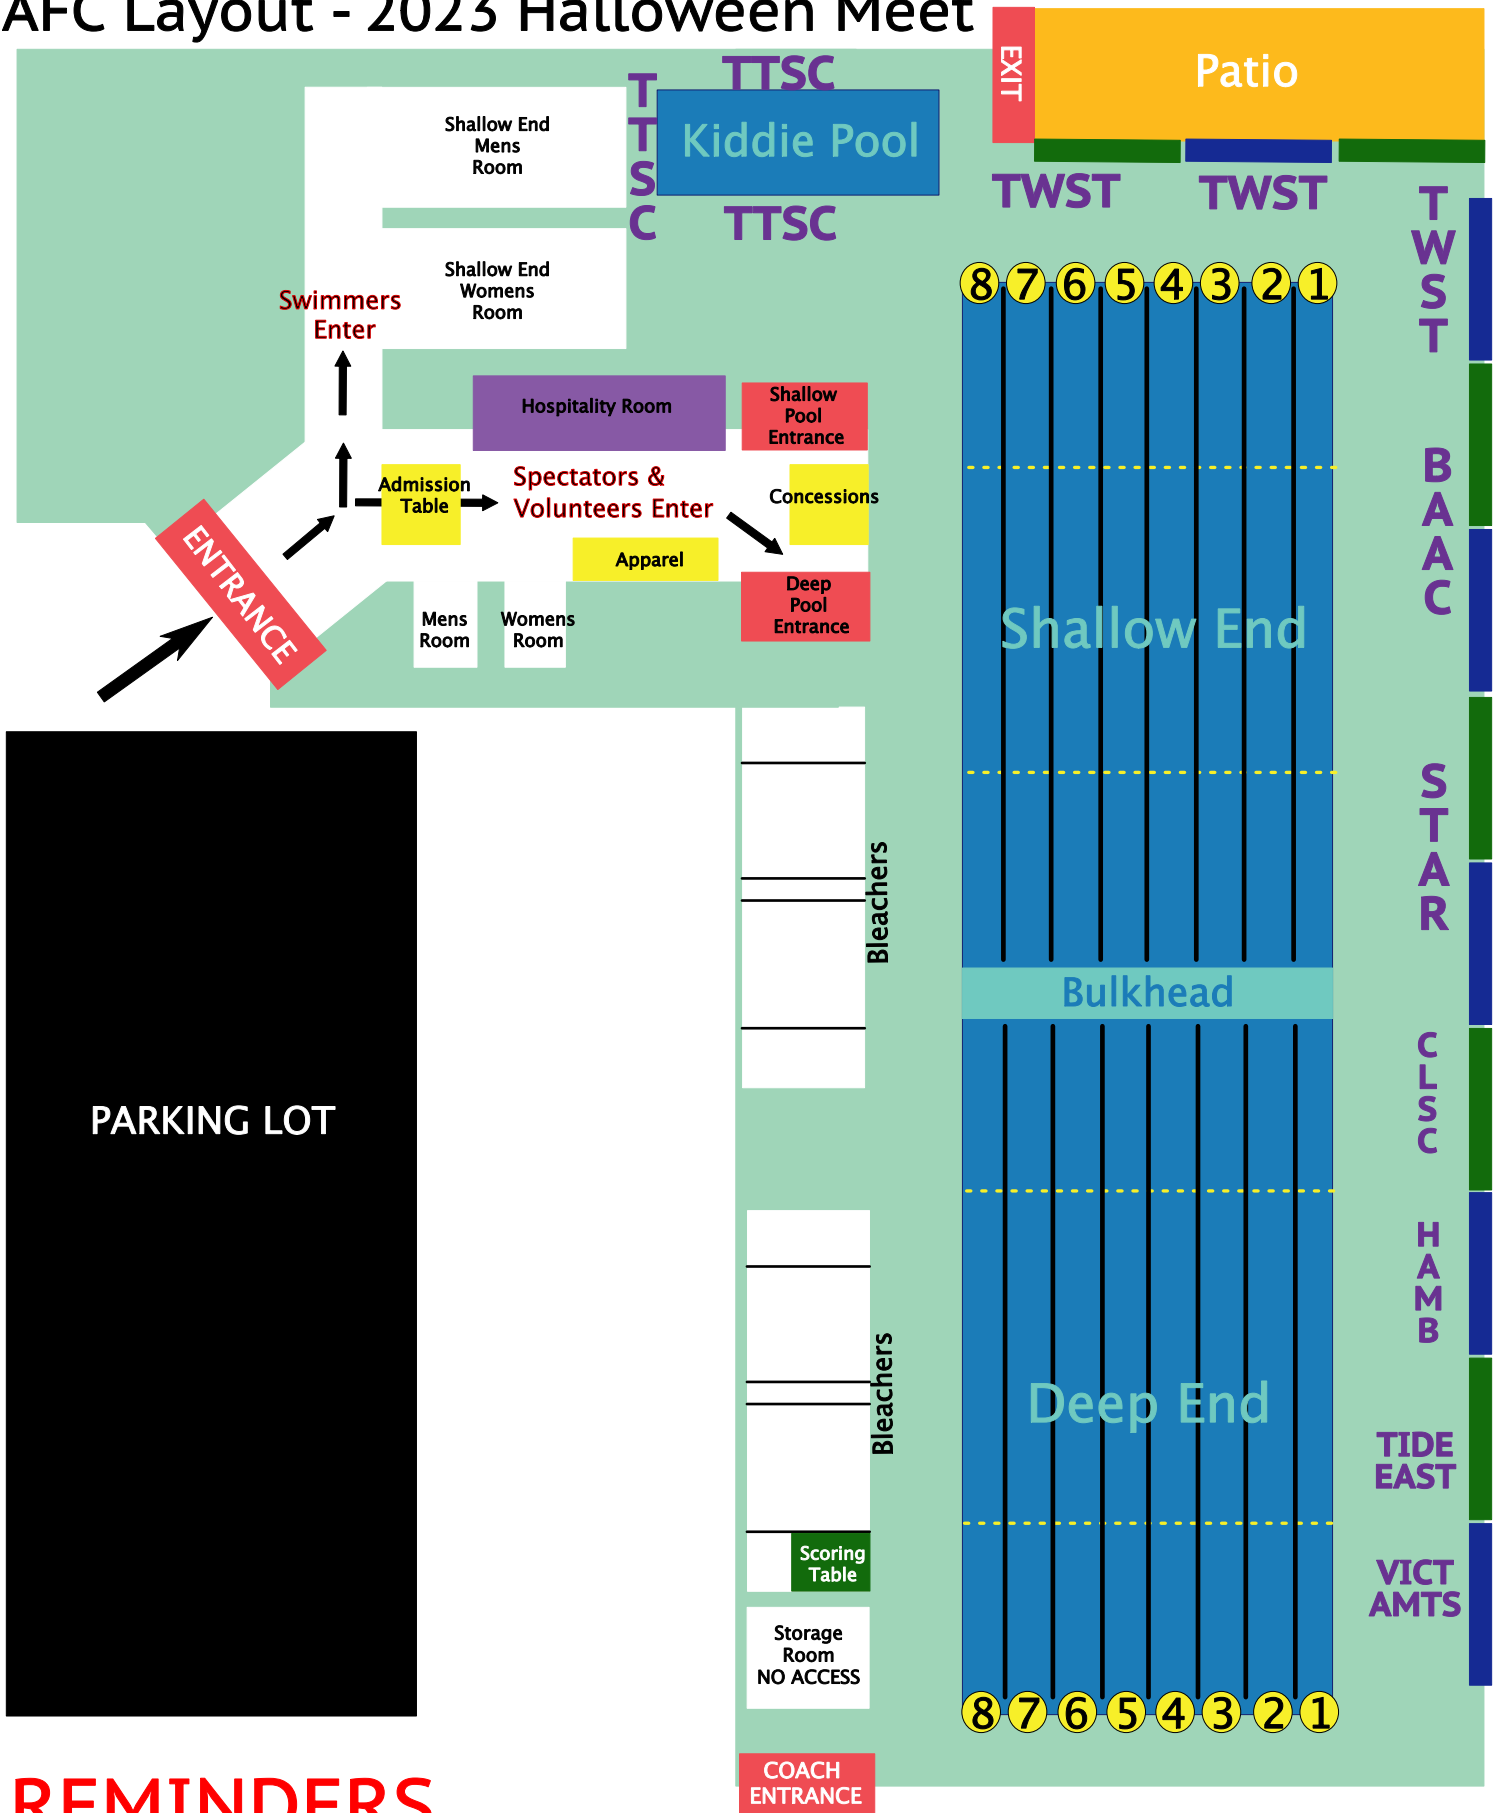 AFC Layout - 2023 Halloween Meet
EXIT
Patio
TTSC
TTSC
Kiddie Pool
TTSC
Shallow End
Mens
Room
TWST
TWST
TWST
Shallow End
Womens
Room
Swimmers
Enter
8 7 6 5 4 3 2 1
Hospitality Room
Shallow
Pool
Entrance
Admission
Table
Spectators &
Volunteers Enter
Concessions
BAAC
ENTRANCE
Apparel
Deep
Pool
Entrance
Mens
Room
Womens
Room
Shallow End
STAR
Bleachers
Bulkhead
PARKING LOT
CLSC
HAMB
Bleachers
Deep End
TIDE
EAST
Scoring
Table
VICT
AMTS
Storage
Room
NO ACCESS
8 7 6 5 4 3 2 1
COACH
ENTRANCE
REMINDERS